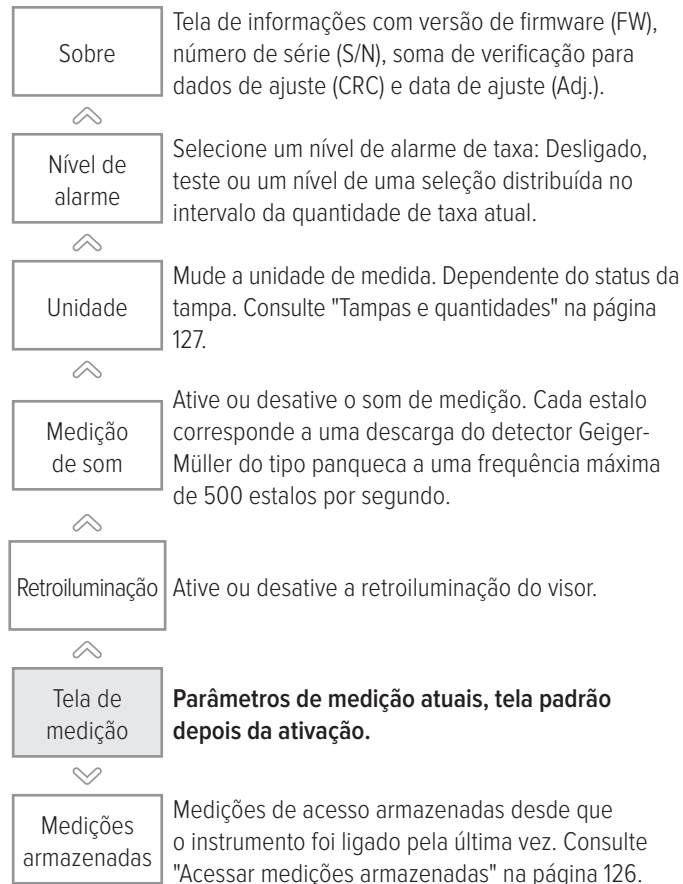 Sobre
Tela de informações com versão de firmware (FW),
número de série (S/N), soma de verificação para
dados de ajuste (CRC) e data de ajuste (Adj.).
Nível de
alarme
Selecione um nível de alarme de taxa: Desligado,
teste ou um nível de uma seleção distribuída no
intervalo da quantidade de taxa atual.
Unidade
Mude a unidade de medida. Dependente do status da
tampa. Consulte "Tampas e quantidades" na página
127.
Medição
de som
Ative ou desative o som de medição. Cada estalo
corresponde a uma descarga do detector Geiger-
Müller do tipo panqueca a uma frequência máxima
de 500 estalos por segundo.
Retroiluminação
Ative ou desative a retroiluminação do visor.
Tela de
medição
Parâmetros de medição atuais, tela padrão
depois da ativação.
Medições
armazenadas
Medições de acesso armazenadas desde que
o instrumento foi ligado pela última vez. Consulte
"Acessar medições armazenadas" na página 126.